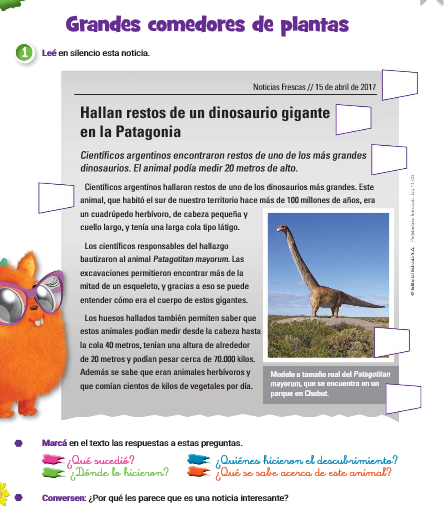 Grandes comedores de plantas
1 Leé en silencio esta noticia.
Noticias Frescas // 15 de abril de 2017
Hallan restos de un dinosaurio gigante
en la Patagonia
Científicos argentinos encontraron restos de uno de los más grandes
dinosaurios. El animal podía medir 20 metros de alto.
Científicos argentinos hallaron restos de uno de los dinosaurios más grandes. Este
animal, que habitó el sur de nuestro territorio hace más de 100 millones de años, era
un cuadrúpedo herbívoro, de cabeza pequeña y
cuello largo, y tenía una larga cola tipo látigo.
Los científicos responsables del hallazgo
bautizaron al animal Patagotitan mayorum. Las
excavaciones permitieron encontrar más de la
mitad de un esqueleto, y gracias a eso se puede
entender cómo era el cuerpo de estos gigantes.
Los huesos hallados también permiten saber que
estos animales podían medir desde la cabeza hasta
la cola 40 metros, tenían una altura de alrededor
de 20 metros y podían pesar cerca de 70.000 kilos.
Además se sabe que eran animales herbívoros y
que comían cientos de kilos de vegetales por día.
Modelo a tamaño real del Patagotitan
mayorum, que se encuentra en un
parque en Chubut.
Marcá en el texto las respuestas a estas preguntas.
¿Qué sucedió?
¿Quiénes hicieron el descubrimiento?
¿Dónde lo hicieron?
¿Qué se sabe acerca de este animal?
Conversen: ¿Por qué les parece que es una noticia interesante?